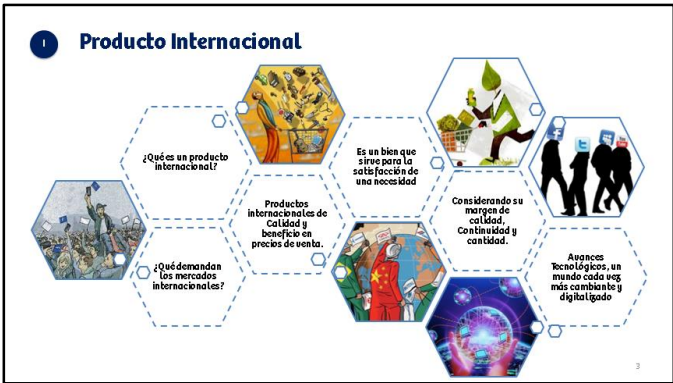 1
Producto Internacional
¿Qué es un producto
internacional?
¿Qué demandan
los mercados
internacionales?
Productos
internacionales de
Calidad y
beneficio en
precios de venta.
Es un bien que
sirve para la
satisfacción de
una necesidad
Considerando su
margen de
calidad,
Continuidad y
cantidad.
Avances
Tecnológicos, un
mundo cada vez
más cambiante y
digitalizado
3